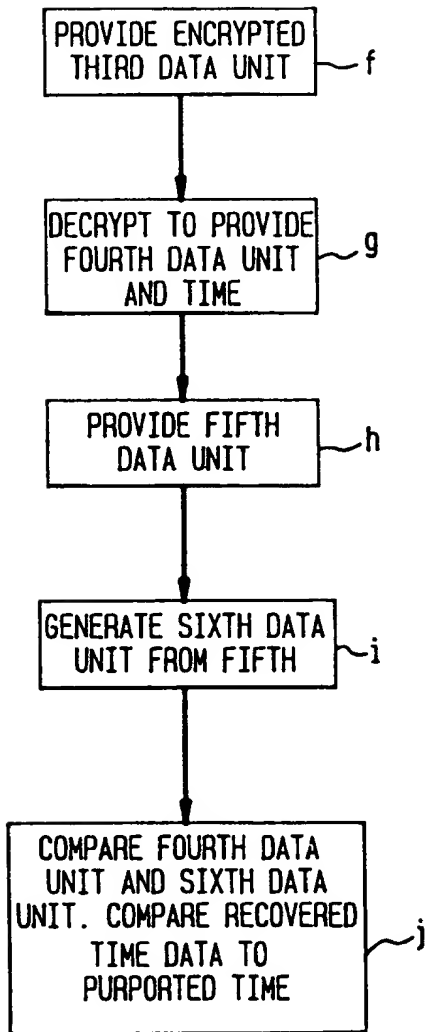 PROVIDE ENCRYPTED
THIRD DATA UNIT
f
DECRYPT TO PROVIDE
FOURTH DATA UNIT
AND TIME
g
PROVIDE FIFTH
DATA UNIT
h
GENERATE SIXTH DATA
UNIT FROM FIFTH
i
COMPARE FOURTH DATA
UNIT AND SIXTH DATA
UNIT. COMPARE RECOVERED
TIME DATA TO
PURPORTED TIME
j